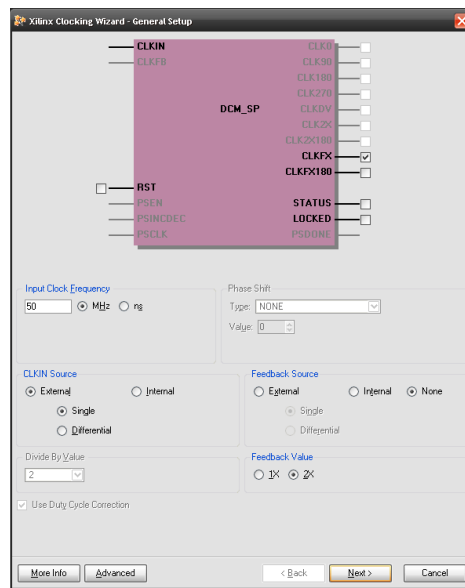 Xilinx Clocking Wizard - General Setup
CLKIN
CLKFB
CLK0
CLK90
CLK180
CLK270
CLKDV
CLK2X
CLK2X180
CLKFX
CLKFX180
DCM_SP
RST
PSEN
PSINCDEC
PSCLK
STATUS
LOCKED
PSDONE
Input Clock Frequency
50 MHz ns
Phase Shift
Type: NONE
Value: 0
CLKIN Source
External Internal
Single
Differential
Feedback Source
External Internal None
Single
Differential
Divide By Value
2
Feedback Value
1X 2X
Use Duty Cycle Correction
More Info Advanced < Back Next > Cancel